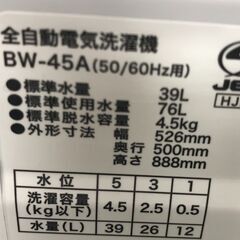 全自動電気洗濯機
BW-45A(50/60Hz用)
●標準水量 39L
●標準使用水量 76L
●標準脱水容量 4.5kg
●外形寸法 幅 526mm
奥行 500mm
高さ 888mm
水位 5 3 1
洗濯容量(kg以下) 4.5 2.5 0.5
水量(L) 39 26 12
HJ